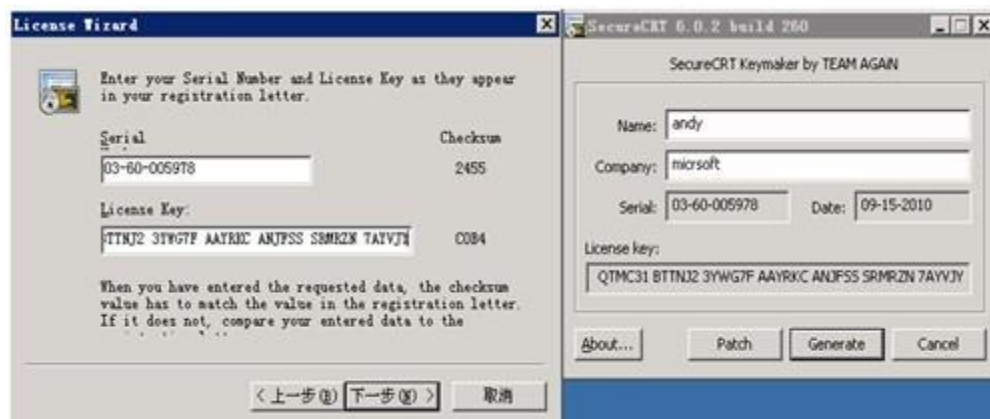 License Wizard
Enter your Serial Number and License Key as they appear
in your registration letter.
Serial
Checksum
03-60-005978
2455
License Key:
TTNJ2 3YWG7F AAYRKC ANJFSS SRMRZN 7AYVJY
C0B4
When you have entered the requested data, the checksum
value has to match the value in the registration letter.
If it does not, compare your entered data to the
<上一步(B)
下一步(N)>
取消
SecureCRT 6.0.2 build 260
SecureCRT Keymaker by TEAM AGAiN
Name: andy
Company: micrsoft
Serial: 03-60-005978 Date: 09-15-2010
License key:
QTMC31 BTTNJ2 3YWG7F AAYRKC ANJFSS SRMRZN 7AYVJY
About...
Patch
Generate
Cancel